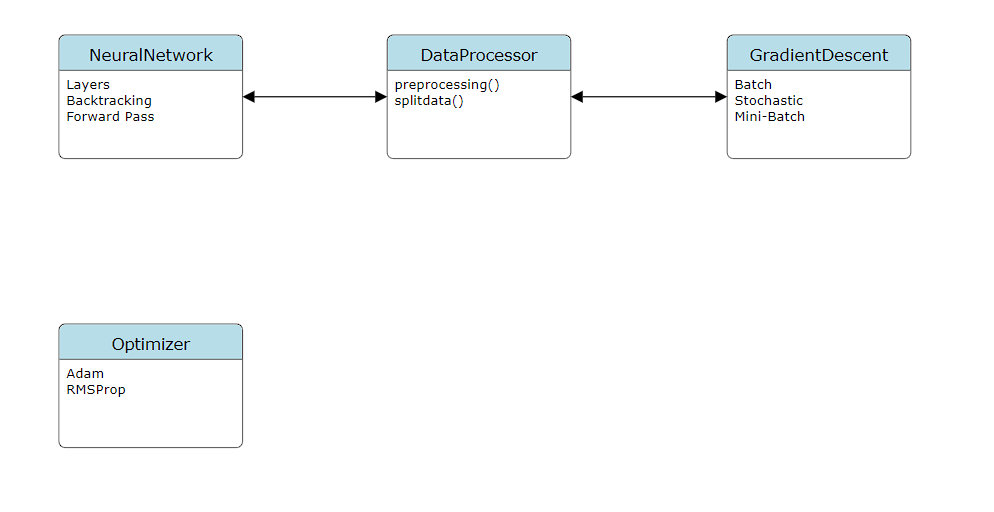 NeuralNetwork
Layers
Backtracking
Forward Pass
DataProcessor
preprocessing()
splitdata()
GradientDescent
Batch
Stochastic
Mini-Batch
Optimizer
Adam
RMSProp